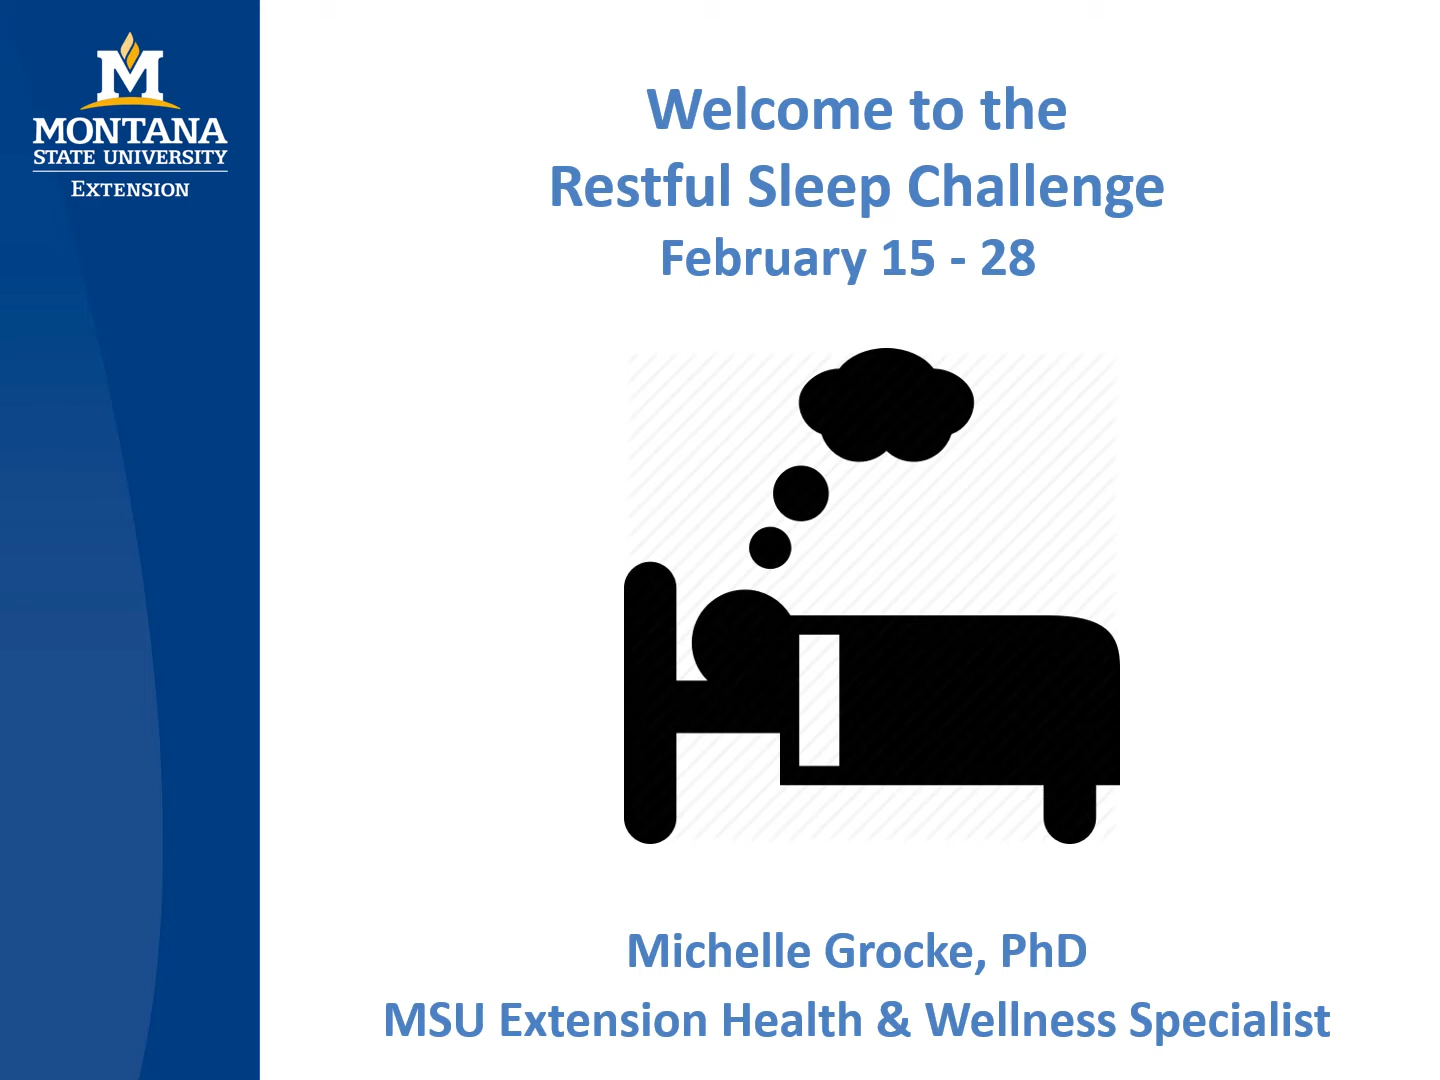 M
MONTANA
STATE UNIVERSITY
EXTENSION
Welcome to the
Restful Sleep Challenge
February 15 - 28
Michelle Grocke, PhD
MSU Extension Health & Wellness Specialist